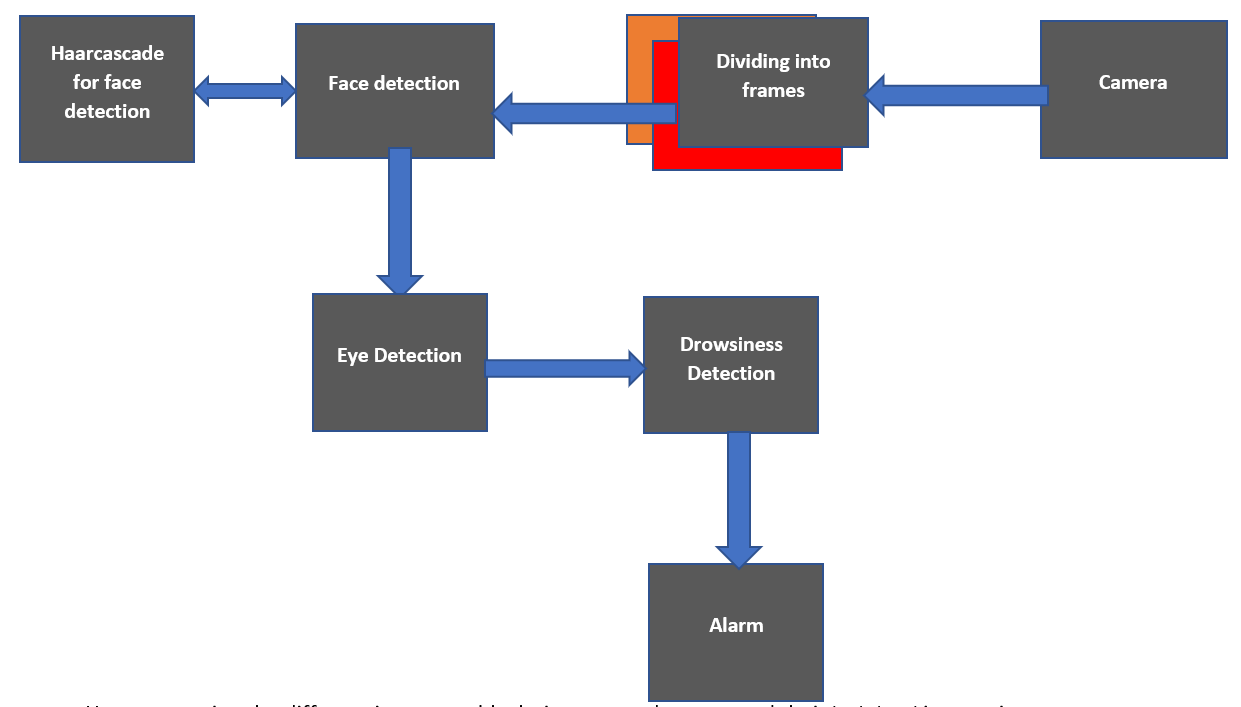 Haarcascade
for face
detection
Face detection
Dividing into
frames
Camera
Eye Detection
Drowsiness
Detection
Alarm